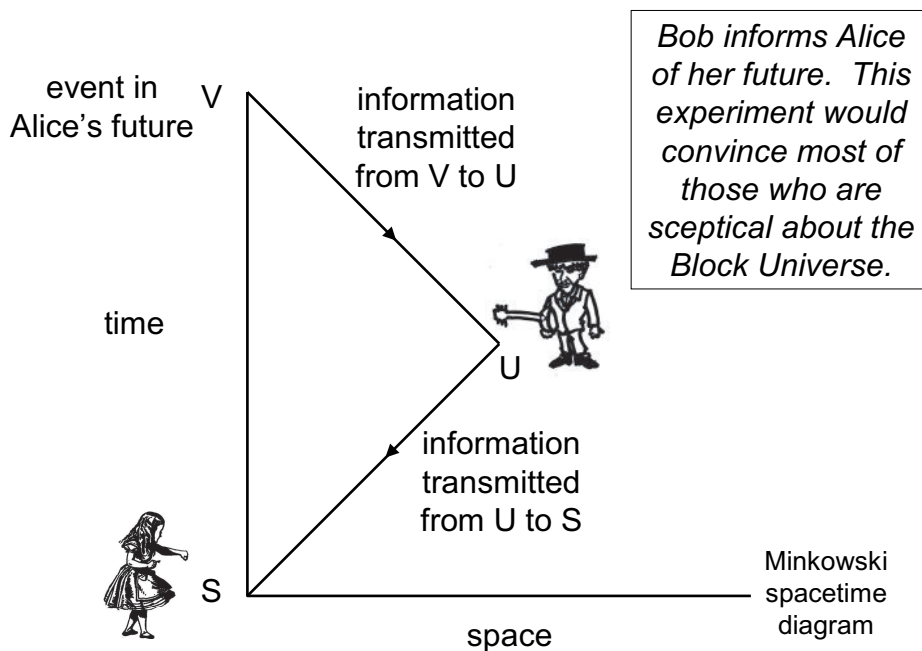 event in
Alice's future
V
information
transmitted
from V to U
Bob informs Alice
of her future.  This
experiment would
convince most of
those who are
sceptical about the
Block Universe.
time
U
information
transmitted
from U to S
S
Minkowski
spacetime
diagram
space